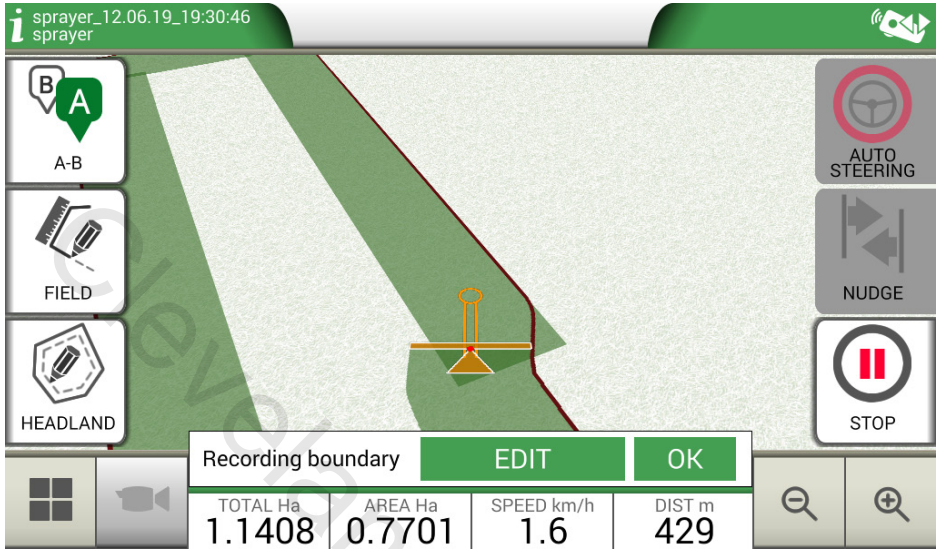 sprayer_12.06.19_19:30:46
sprayer
B
A
A-B
AUTO
STEERING
FIELD
NUDGE
HEADLAND
STOP
Recording boundary
EDIT
OK
TOTAL Ha
AREA Ha
SPEED km/h
DIST m
1.1408
0.7701
1.6
429